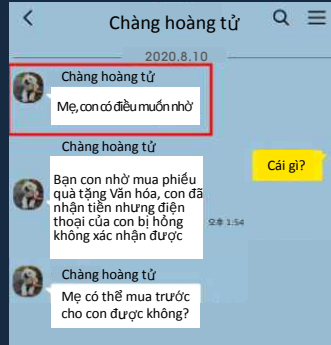 Chàng hoàng tử
2020.8.10
Chàng hoàng tử
Mẹ, con có điều muốn nhờ
Cái gì?
Chàng hoàng tử
Bạn con nhờ mua phiếu
quà tặng Văn hóa, con đã
nhận tiền nhưng điện
thoại của con bị hỏng
không xác nhận được
오후 1:54
Chàng hoàng tử
Mẹ có thể mua trước
cho con được không?